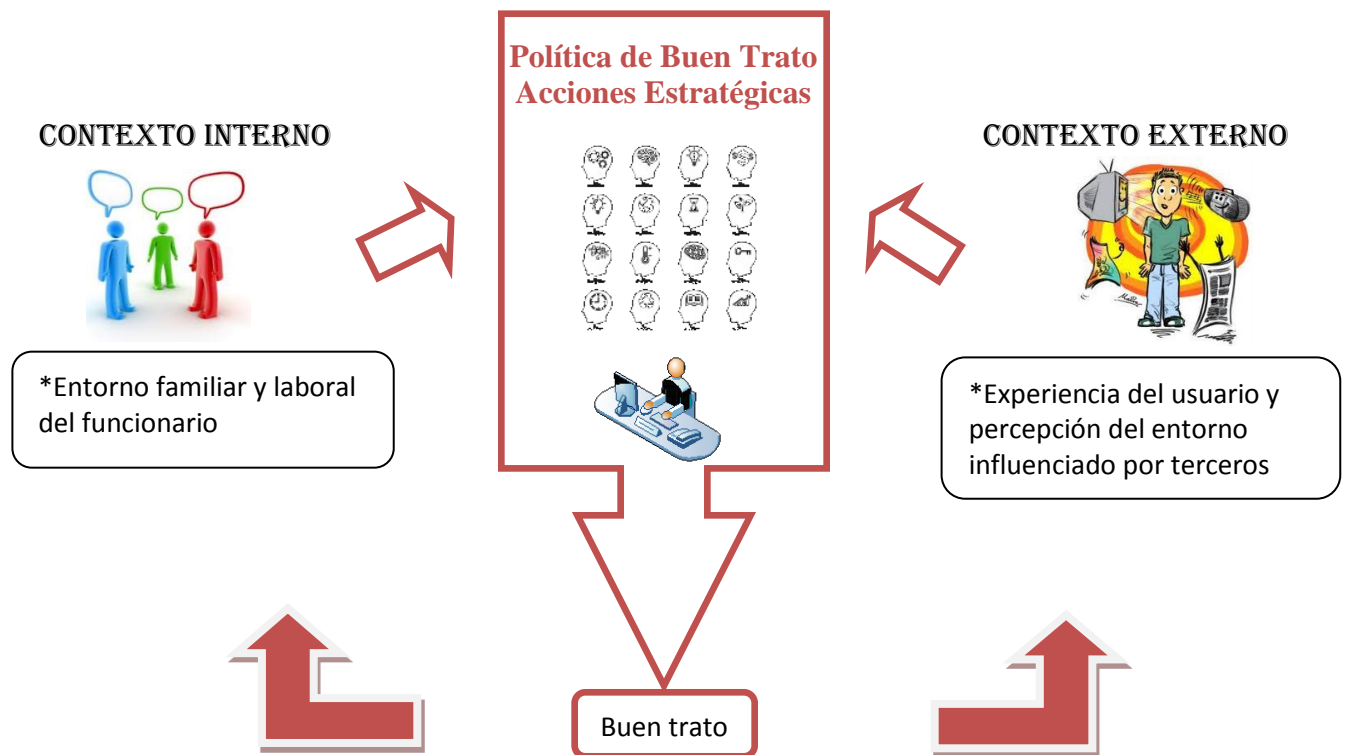 Política de Buen Trato
Acciones Estratégicas
CONTEXTO INTERNO
*Entorno familiar y laboral
del funcionario
CONTEXTO EXTERNO
*Experiencia del usuario y
percepción del entorno
influenciado por terceros
Buen trato